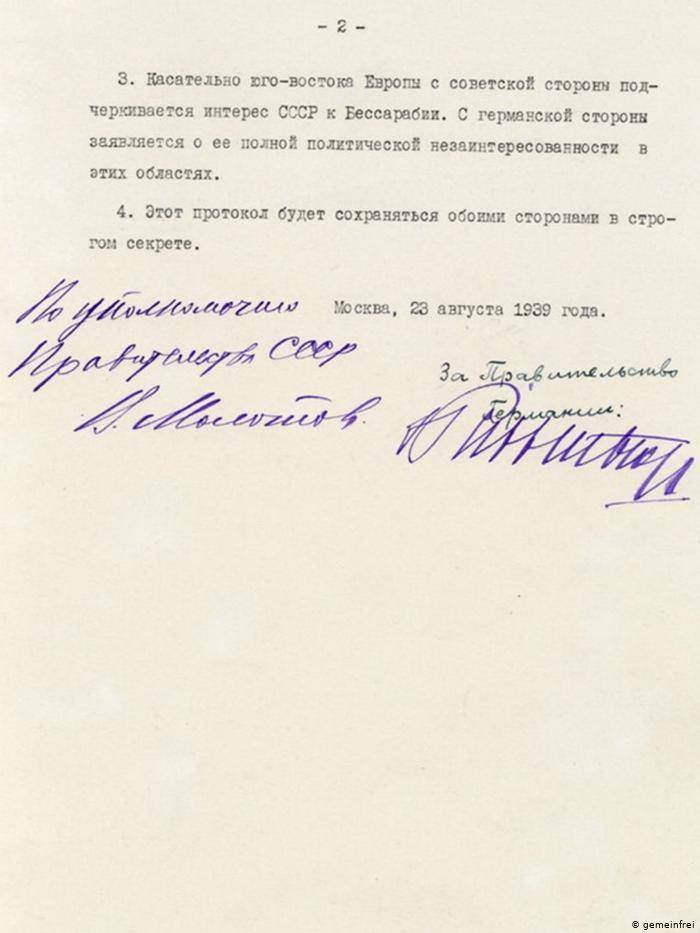 - 2 -
3. Касательно юго-востока Европы с советской стороны под-
черкивается интерес СССР к Бессарабии. С германской стороны
заявляется о ее полной политической незаинтересованности в
этих областях.
4. Этот протокол будет сохраняться обоими сторонами в стро-
гом секрете.
Москва, 23 августа 1939 года.
По уполномочию
Правительства СССР
В. Молотов.
За Правительство
Германии:
© gemeinfrei